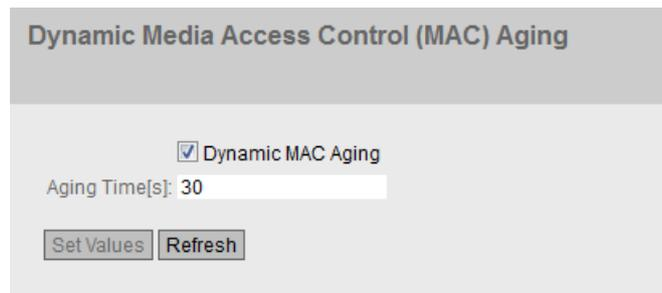 Dynamic Media Access Control (MAC) Aging
Dynamic MAC Aging
Aging Time[s]: 30
Set Values Refresh